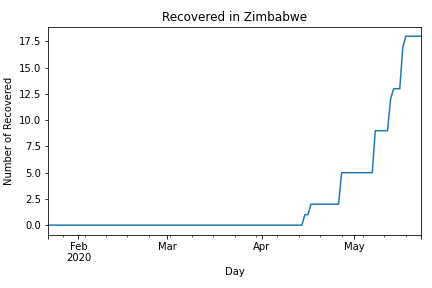 Recovered in Zimbabwe
Number of Recovered
17.5
15.0
12.5
10.0
7.5
5.0
2.5
0.0
Feb
2020
Mar
Apr
May
Day